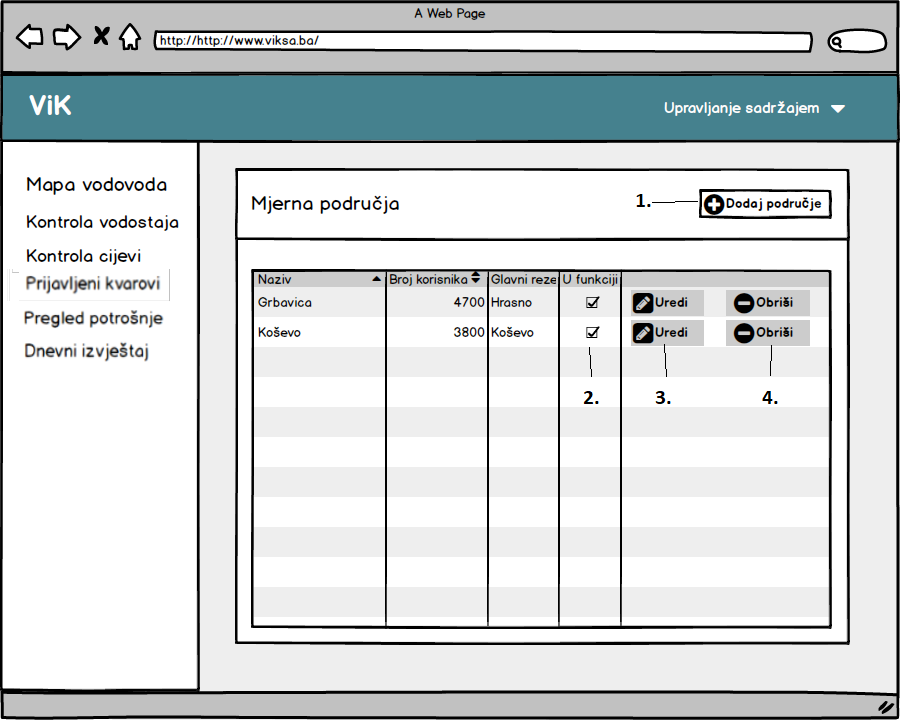 A Web Page
http://http://www.viksa.ba/
ViK
Upravljanje sadržajem
Mapa vodovoda
Kontrola vodostaja
Kontrola cijevi
Prijavljeni kvarovi
Pregled potrošnje
Dnevni izvještaj
Mjerna područja
1.
Dodaj područje
Naziv Broj korisnika Glavni reze U funkciji
Grbavica 4700 Hrasno Uredi Obriši
Koševo 3800 Koševo Uredi Obriši
2. 3. 4.